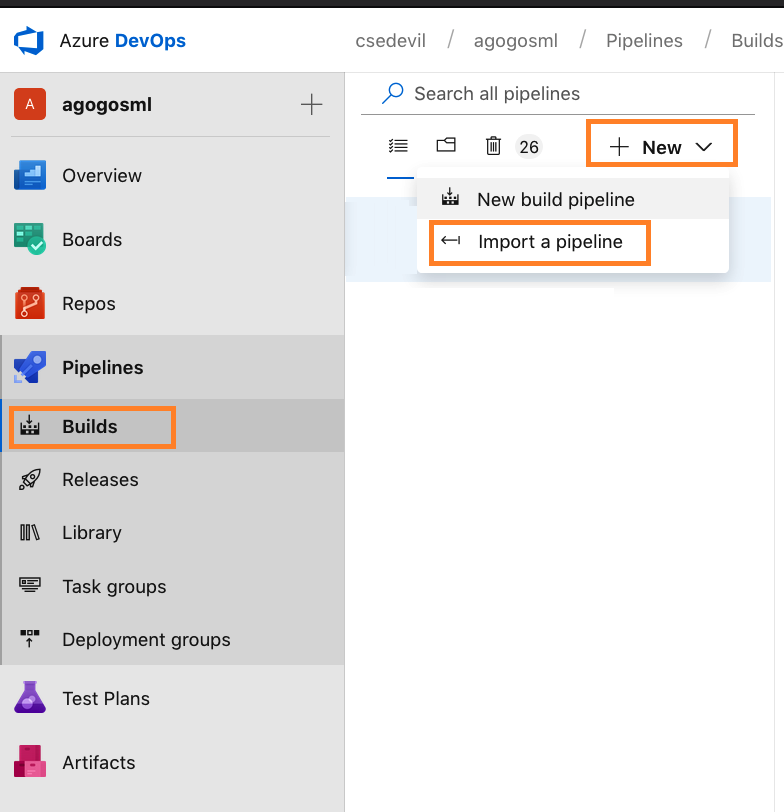 Azure DevOps
csedevil / agogosml / Pipelines / Builds
A agogosml
Search all pipelines
26
New
New build pipeline
Import a pipeline
Overview
Boards
Repos
Pipelines
Builds
Releases
Library
Task groups
Deployment groups
Test Plans
Artifacts